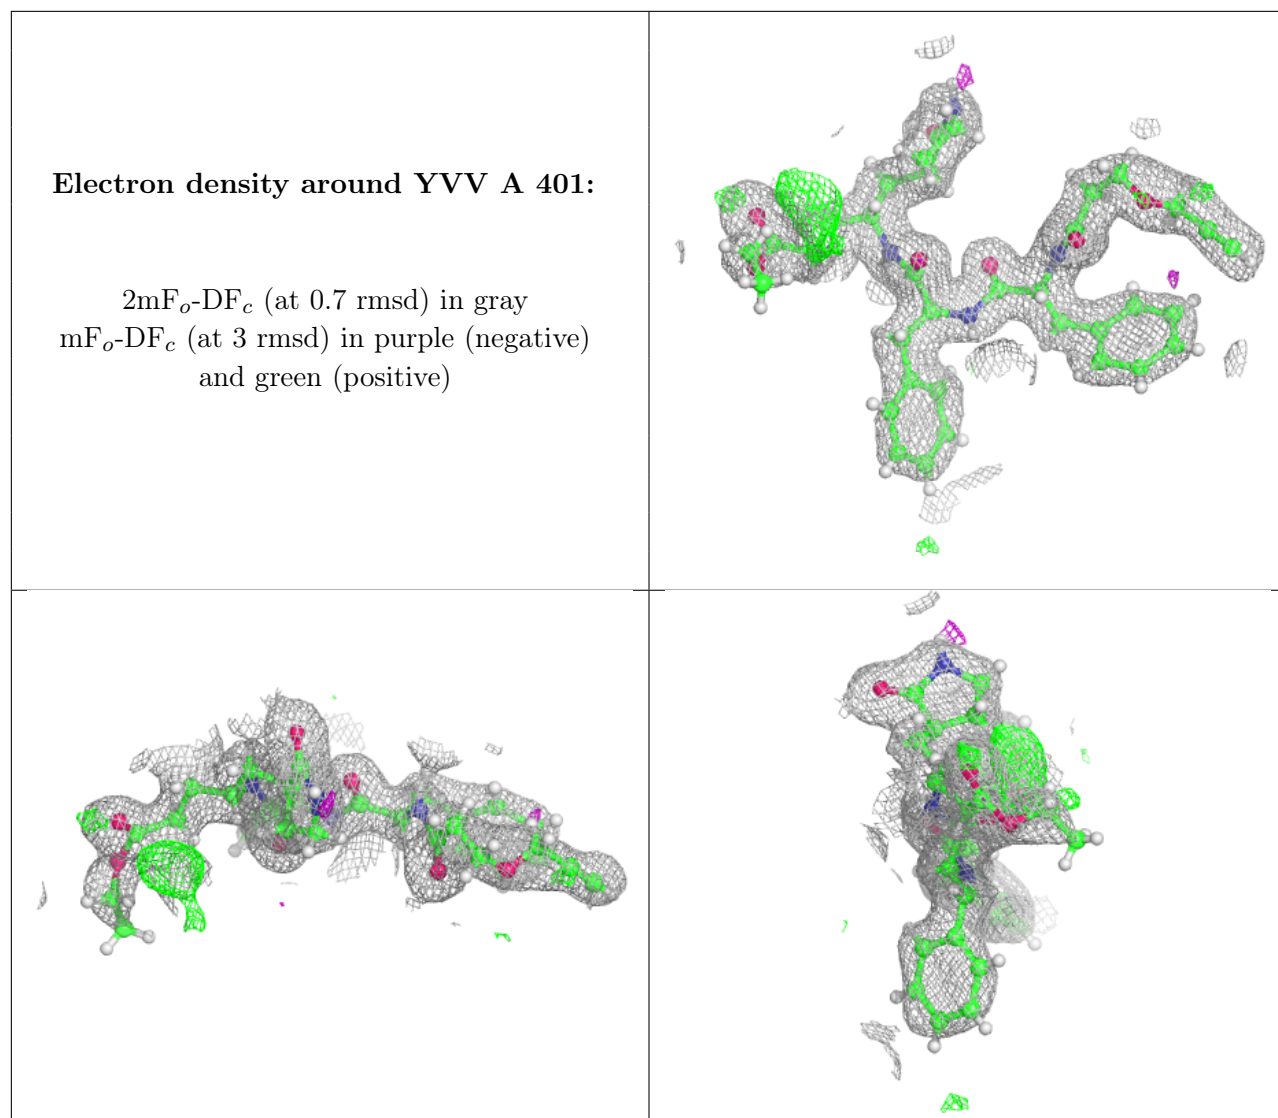 Electron density around YVV A 401:
2mFo-DFc (at 0.7 rmsd) in gray
mFo-DFc (at 3 rmsd) in purple (negative)
and green (positive)